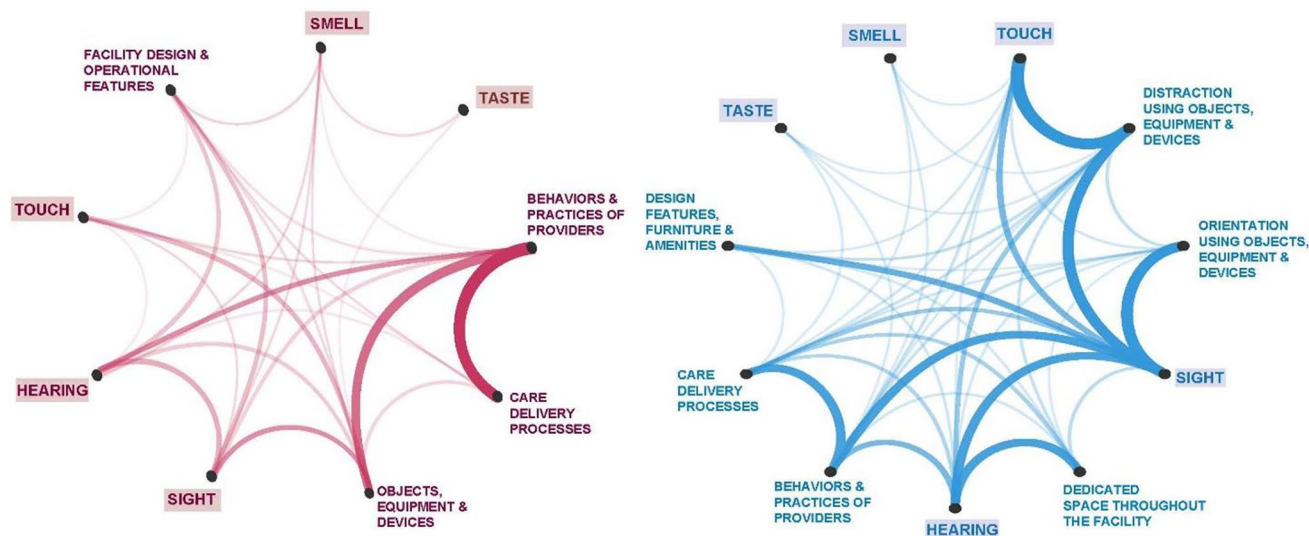 SMELL
FACILITY DESIGN &
OPERATIONAL
FEATURES
TASTE
TOUCH
BEHAVIORS &
PRACTICES OF
PROVIDERS
HEARING
CARE
DELIVERY
PROCESSES
SIGHT
OBJECTS,
EQUIPMENT &
DEVICES
SMELL
TOUCH
TASTE
DISTRACTION
USING OBJECTS,
EQUIPMENT &
DEVICES
DESIGN
FEATURES,
FURNITURE &
AMENITIES
ORIENTATION
USING OBJECTS,
EQUIPMENT &
DEVICES
CARE
DELIVERY
PROCESSES
SIGHT
BEHAVIORS &
PRACTICES OF
PROVIDERS
HEARING
DEDICATED
SPACE THROUGHOUT
THE FACILITY